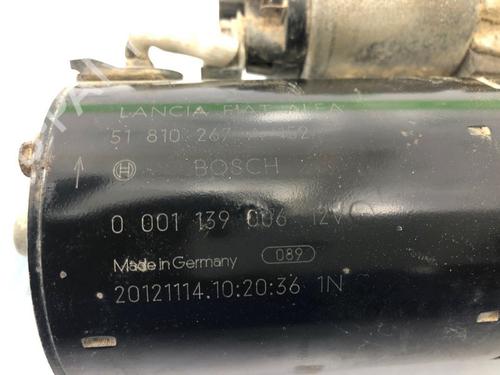 LANCIA FIAT ALFA
51 810 267
BOSCH
0 001 139 006 12V
Made in Germany 089
20121114.10:20:36 1N